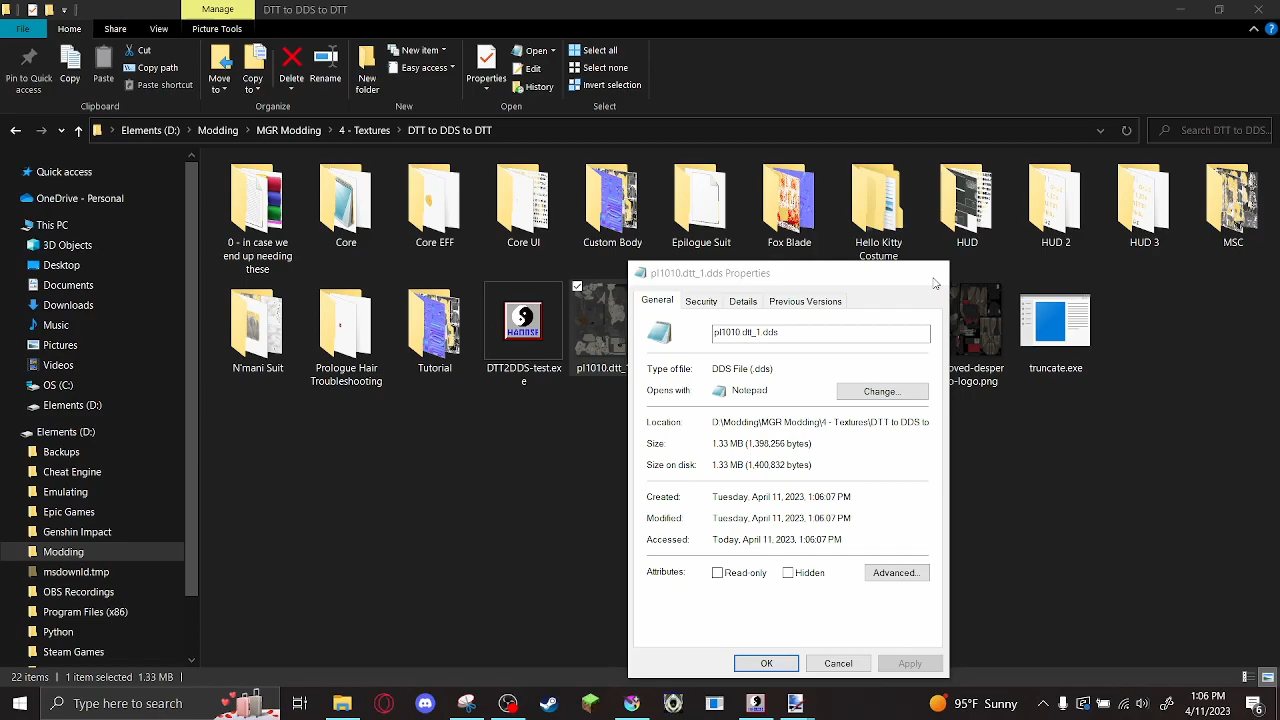 Manage
DTT to DDS to DTT
File
Home
Share
View
Picture Tools
Pin to Quick access
Copy
Paste
Cut
Copy path
Paste shortcut
Clipboard
Move to
Copy to
Delete
Rename
Organize
New folder
New item
Easy access
New
Properties
Open
Edit
History
Open
Select all
Select none
Invert selection
Select
Elements (D:) > Modding > MGR Modding > 4 - Textures > DTT to DDS to DTT
Search DTT to DDS...
Quick access
OneDrive - Personal
This PC
3D Objects
Desktop
Documents
Downloads
Music
Pictures
Videos
OS (C:)
Elements (D:)
Elements (D:)
Backups
Cheat Engine
Emulating
Epic Games
Genshin Impact
Modding
msdownld.tmp
OBS Recordings
Program Files (x86)
Python
Steam Games
0 - in case we
end up needing
these
Core
Core EFF
Core UI
Custom Body
Epilogue Suit
Fox Blade
Hello Kitty
Costume
HUD
HUD 2
HUD 3
MSC
N'mani Suit
Prologue Hair
Troubleshooting
Tutorial
DTT2DDS-test.ex
e
pl1010.dtt_
oved-desper
o-logo.png
truncate.exe
pl1010.dtt_1.dds Properties
General
Security
Details
Previous Versions
pl1010.dtt_1.dds
Type of file:
DDS File (.dds)
Opens with:
Notepad
Change...
Location:
D:\Modding\MGR Modding\4 - Textures\DTT to DDS to
Size:
1.33 MB (1,398,256 bytes)
Size on disk:
1.33 MB (1,400,832 bytes)
Created:
Tuesday, April 11, 2023, 1:06:07 PM
Modified:
Tuesday, April 11, 2023, 1:06:07 PM
Accessed:
Today, April 11, 2023, 1:06:07 PM
Attributes:
Read-only
Hidden
Advanced...
OK
Cancel
Apply
22 items
1 item selected 1.33 MB
Type here to search
95°F Sunny
1:06 PM
4/11/2023
6